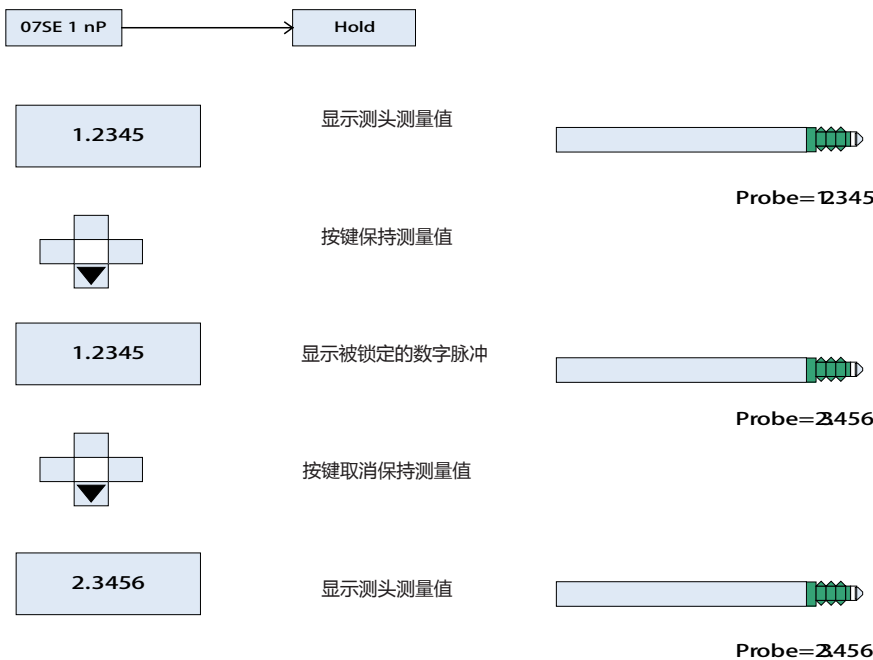 07SE 1 nP
Hold
1.2345
显示测头测量值
Probe=1.2345
按键保持测量值
1.2345
显示被锁定的数字脉冲
Probe=2.3456
按键取消保持测量值
2.3456
显示测头测量值
Probe=2.3456